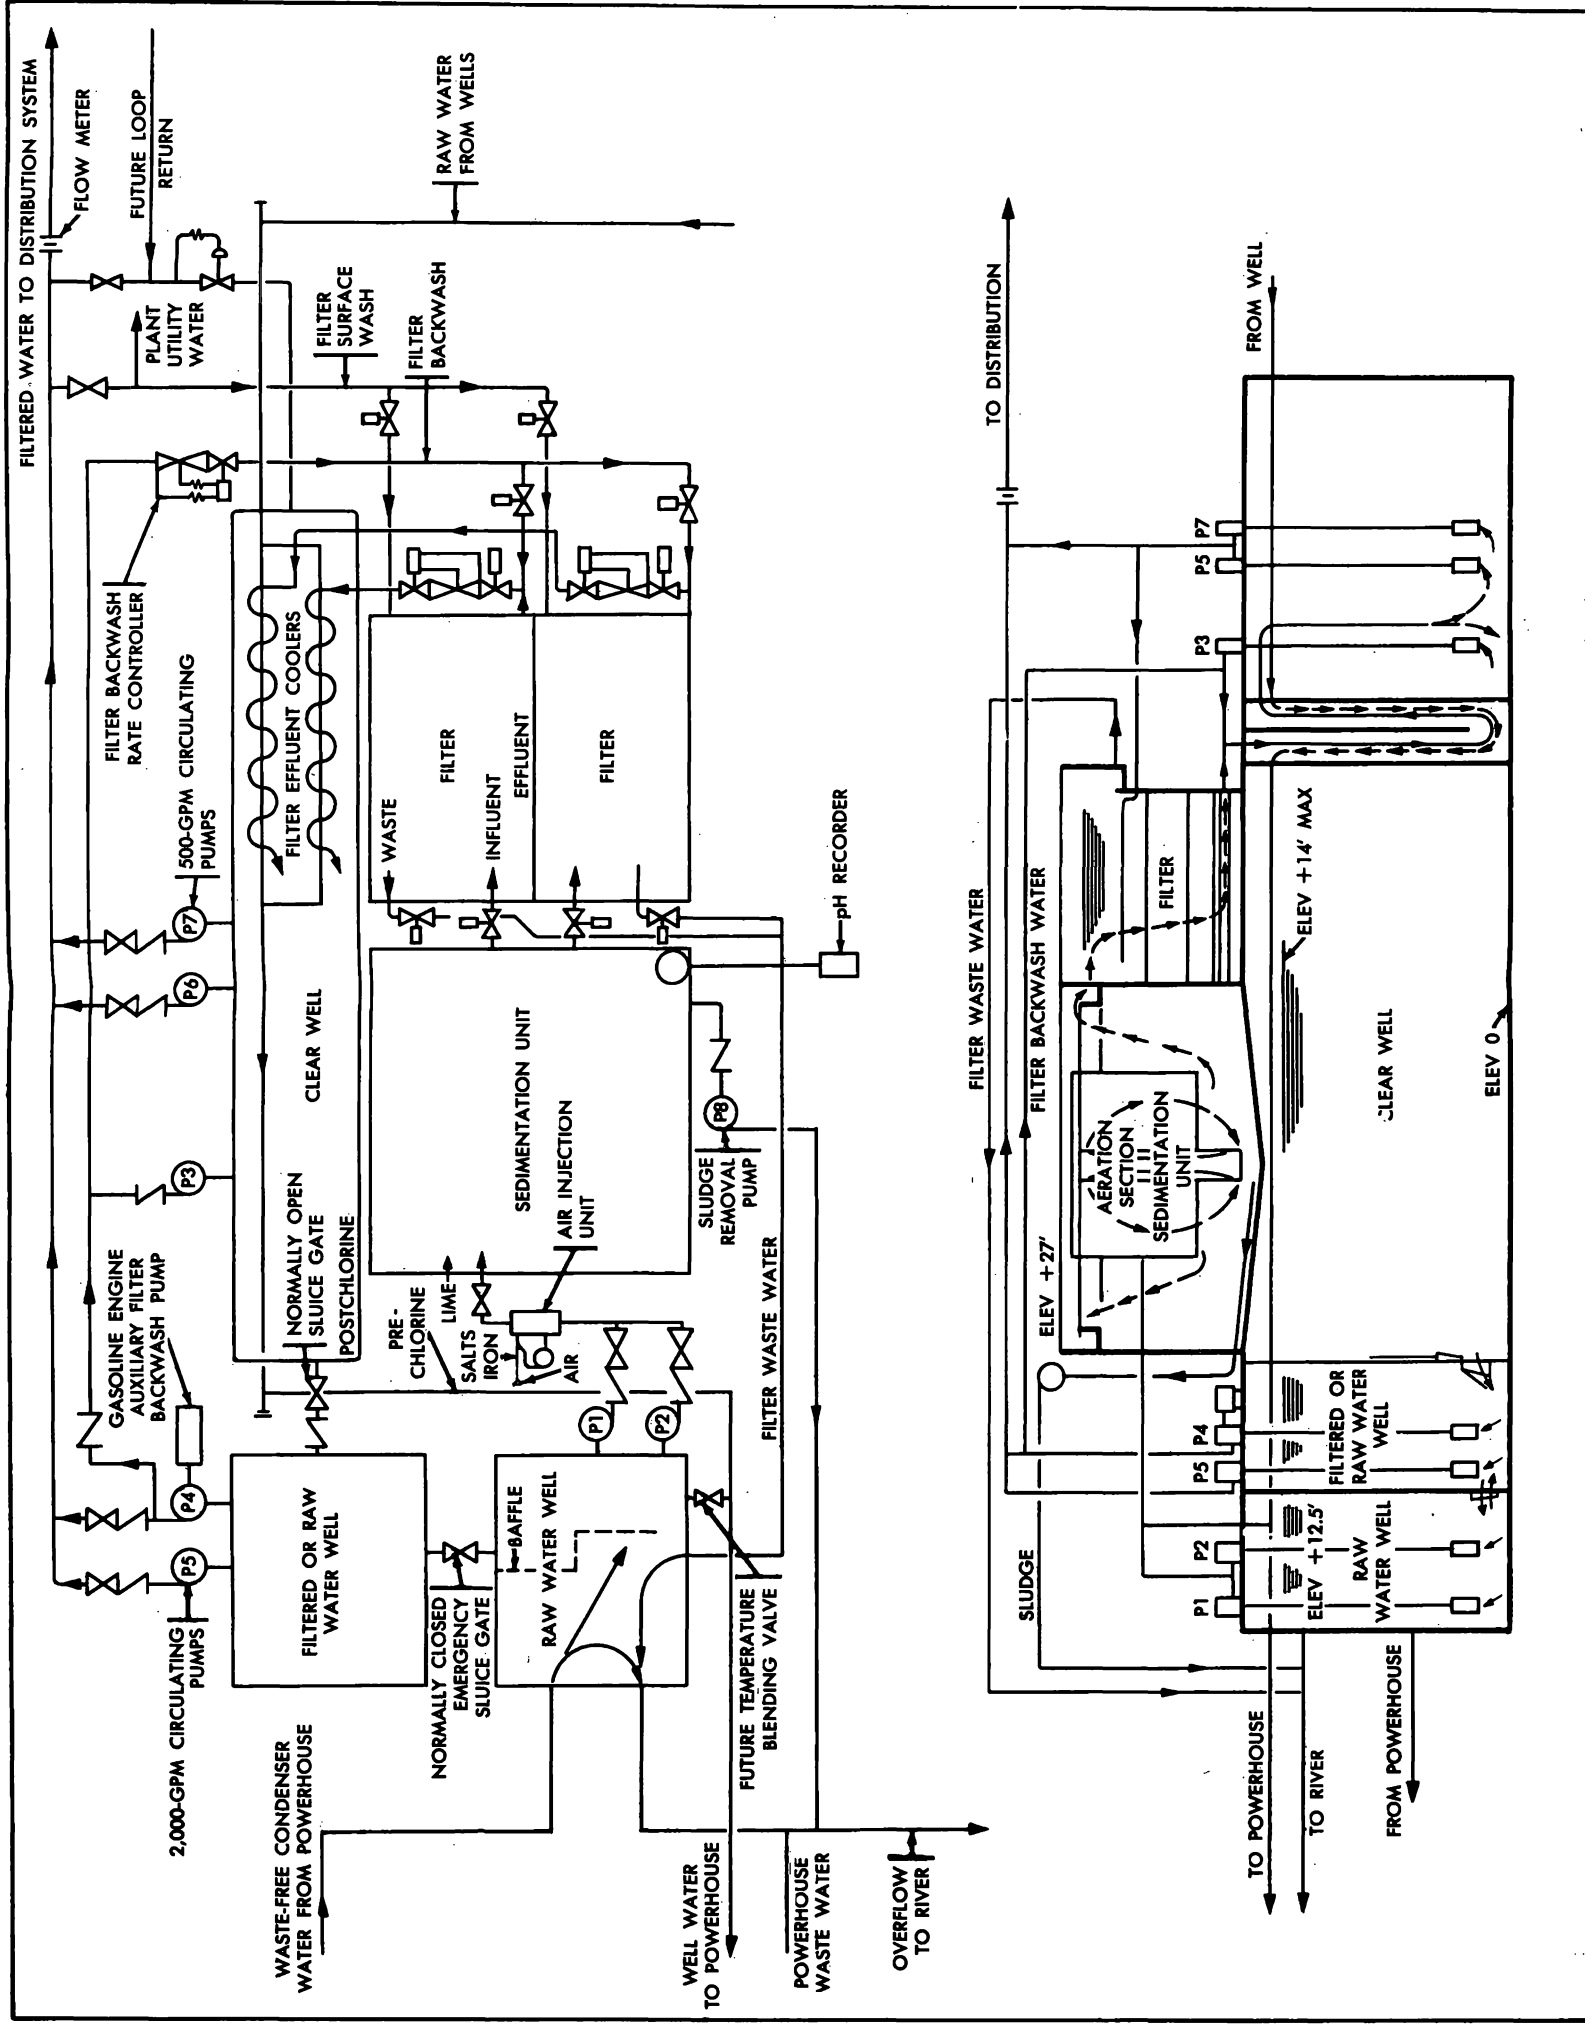 FILTERED WATER TO DISTRIBUTION SYSTEM
FLOW METER
FUTURE LOOP
RETURN
PLANT
UTILITY
WATER
RAW WATER
FROM WELLS
FILTER
SURFACE
WASH
FILTER
BACKWASH
FILTER BACKWASH
RATE CONTROLLER
500-GPM CIRCULATING
PUMPS
P7
P6
P3
GASOLINE ENGINE
AUXILIARY FILTER
BACKWASH PUMP
P4
P5
2,000-GPM CIRCULATING
PUMPS
FILTER EFFLUENT COOLERS
CLEAR WELL
NORMALLY OPEN
SLUICE GATE
POSTCHLORINE
FILTERED OR RAW
WATER WELL
WASTE-FREE CONDENSER
WATER FROM POWERHOUSE
FILTER
EFFLUENT
FILTER
WASTE
INFLUENT
SEDIMENTATION UNIT
AIR INJECTION
UNIT
LIME
PRE-
CHLORINE
SALTS
IRON
AIR
P1
P2
BAFFLE
RAW WATER WELL
NORMALLY CLOSED
EMERGENCY
SLUICE GATE
pH RECORDER
P8
SLUDGE
REMOVAL
PUMP
FILTER WASTE WATER
FUTURE TEMPERATURE
BLENDING VALVE
WELL WATER
TO POWERHOUSE
POWERHOUSE
WASTE WATER
OVERFLOW
TO RIVER
TO DISTRIBUTION
FROM WELL
P7
P5
P3
FILTER WASTE WATER
FILTER BACKWASH WATER
FILTER
ELEV +14' MAX
CLEAR WELL
ELEV 0
AERATION
SECTION
SEDIMENTATION
UNIT
ELEV +27'
P4
P5
FILTERED OR
RAW WATER
WELL
SLUDGE
P2
P1
ELEV +12.5'
RAW
WATER WELL
TO POWERHOUSE
TO RIVER
FROM POWERHOUSE